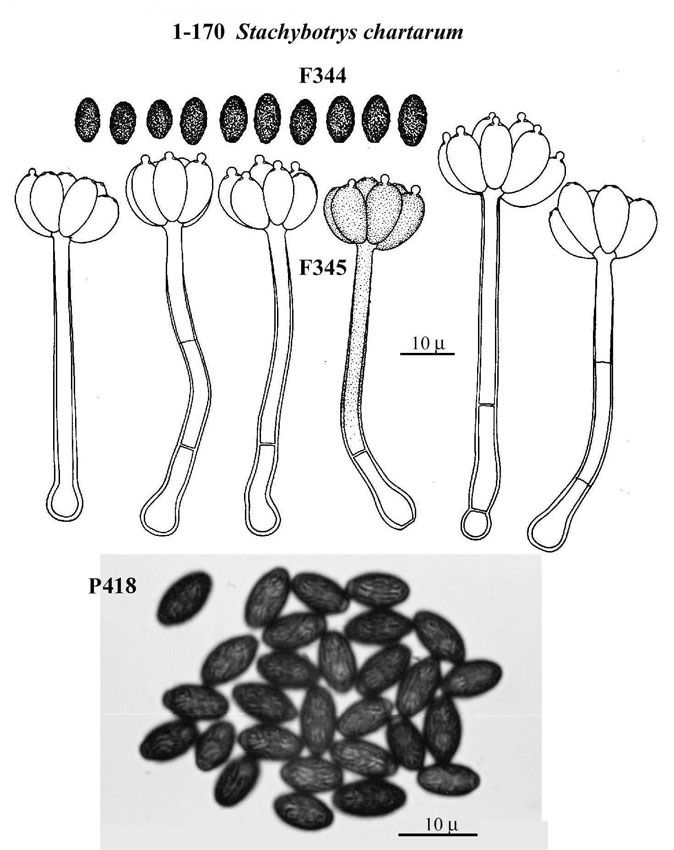 1-170 Stachybotrys chartarum
F344
F345
10 µ
P418
10 µ